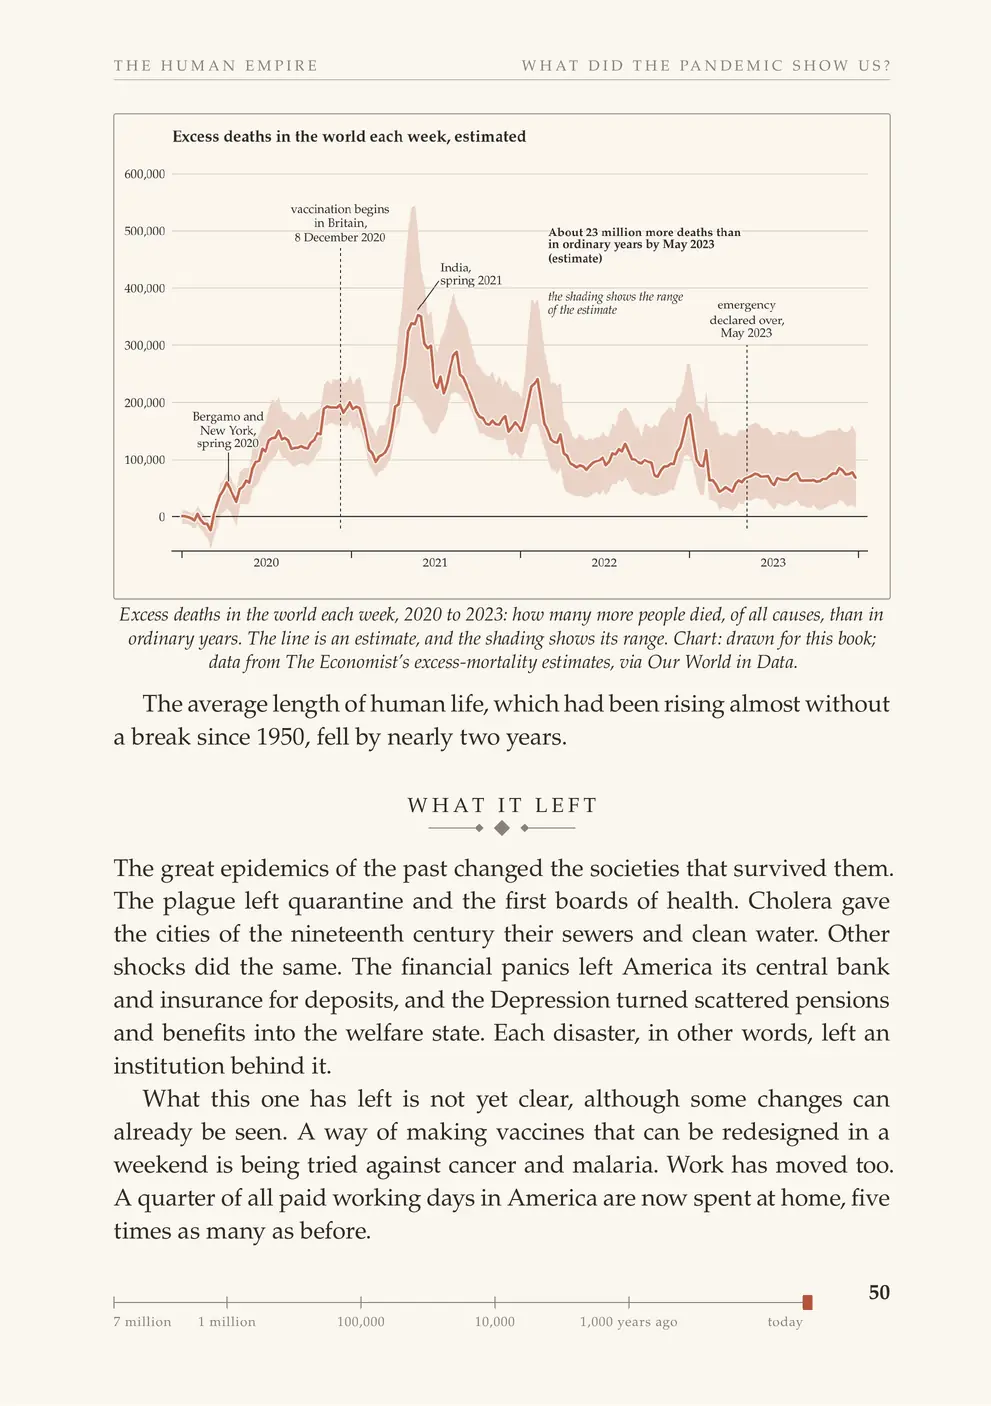 THE HUMAN EMPIRE
WHAT DID THE PANDEMIC SHOW US?
Excess deaths in the world each week, estimated
600,000
500,000
400,000
300,000
200,000
100,000
0
vaccination begins
in Britain,
8 December 2020
India,
spring 2021
About 23 million more deaths than
in ordinary years by May 2023
(estimate)
the shading shows the range
of the estimate
emergency
declared over,
May 2023
Bergamo and
New York,
spring 2020
2020
2021
2022
2023
Excess deaths in the world each week, 2020 to 2023: how many more people died, of all causes, than in
ordinary years. The line is an estimate, and the shading shows its range. Chart: drawn for this book;
data from The Economist’s excess-mortality estimates, via Our World in Data.
The average length of human life, which had been rising almost without
a break since 1950, fell by nearly two years.
WHAT IT LEFT
The great epidemics of the past changed the societies that survived them.
The plague left quarantine and the first boards of health. Cholera gave
the cities of the nineteenth century their sewers and clean water. Other
shocks did the same. The financial panics left America its central bank
and insurance for deposits, and the Depression turned scattered pensions
and benefits into the welfare state. Each disaster, in other words, left an
institution behind it.
What this one has left is not yet clear, although some changes can
already be seen. A way of making vaccines that can be redesigned in a
weekend is being tried against cancer and malaria. Work has moved too.
A quarter of all paid working days in America are now spent at home, five
times as many as before.
50
7 million
1 million
100,000
10,000
1,000 years ago
today